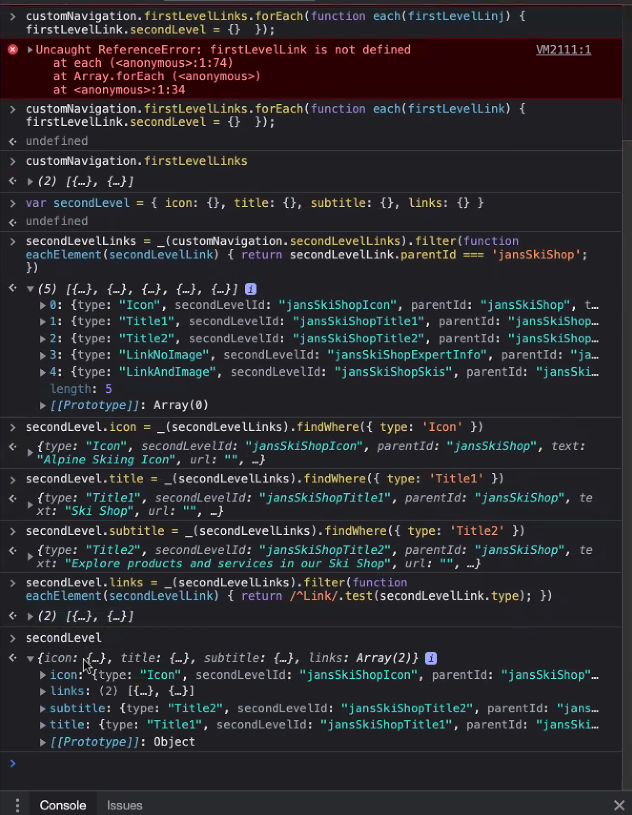 customNavigation.firstLevelLinks.forEach(function each(firstLevelLinj) {
firstLevelLink.secondLevel = {}  });
Uncaught ReferenceError: firstLevelLink is not defined VM2111:1
at each (<anonymous>:1:74)
at Array.forEach (<anonymous>)
at <anonymous>:1:34
customNavigation.firstLevelLinks.forEach(function each(firstLevelLink) {
firstLevelLink.secondLevel = {}  });
undefined
customNavigation.firstLevelLinks
(2) [{…}, {…}]
var secondLevel = { icon: {}, title: {}, subtitle: {}, links: {} }
undefined
secondLevelLinks = _(customNavigation.secondLevelLinks).filter(function
eachElement(secondLevelLink) { return secondLevelLink.parentId === 'jansSkiShop';
})
(5) [{…}, {…}, {…}, {…}, {…}] i
0: {type: "Icon", secondLevelId: "jansSkiShopIcon", parentId: "jansSkiShop", t…
1: {type: "Title1", secondLevelId: "jansSkiShopTitle1", parentId: "jansSkiShop…
2: {type: "Title2", secondLevelId: "jansSkiShopTitle2", parentId: "jansSkiShop…
3: {type: "LinkNoImage", secondLevelId: "jansSkiShopExpertInfo", parentId: "ja…
4: {type: "LinkAndImage", secondLevelId: "jansSkiShopSkis", parentId: "jansSki…
length: 5
[[Prototype]]: Array(0)
secondLevel.icon = _(secondLevelLinks).findWhere({ type: 'Icon' })
{type: "Icon", secondLevelId: "jansSkiShopIcon", parentId: "jansSkiShop", text:
"Alpine Skiing Icon", url: "", …}
secondLevel.title = _(secondLevelLinks).findWhere({ type: 'Title1' })
{type: "Title1", secondLevelId: "jansSkiShopTitle1", parentId: "jansSkiShop", te
xt: "Ski Shop", url: "", …}
secondLevel.subtitle = _(secondLevelLinks).findWhere({ type: 'Title2' })
{type: "Title2", secondLevelId: "jansSkiShopTitle2", parentId: "jansSkiShop", te
xt: "Explore products and services in our Ski Shop", url: "", …}
secondLevel.links = _(secondLevelLinks).filter(function
eachElement(secondLevelLink) { return /^Link/.test(secondLevelLink.type); })
(2) [{…}, {…}]
secondLevel
{icon: {…}, title: {…}, subtitle: {…}, links: Array(2)} i
icon: {type: "Icon", secondLevelId: "jansSkiShopIcon", parentId: "jansSkiShop"…
links: (2) [{…}, {…}]
subtitle: {type: "Title2", secondLevelId: "jansSkiShopTitle2", parentId: "jans…
title: {type: "Title1", secondLevelId: "jansSkiShopTitle1", parentId: "jansSki…
[[Prototype]]: Object
Console Issues